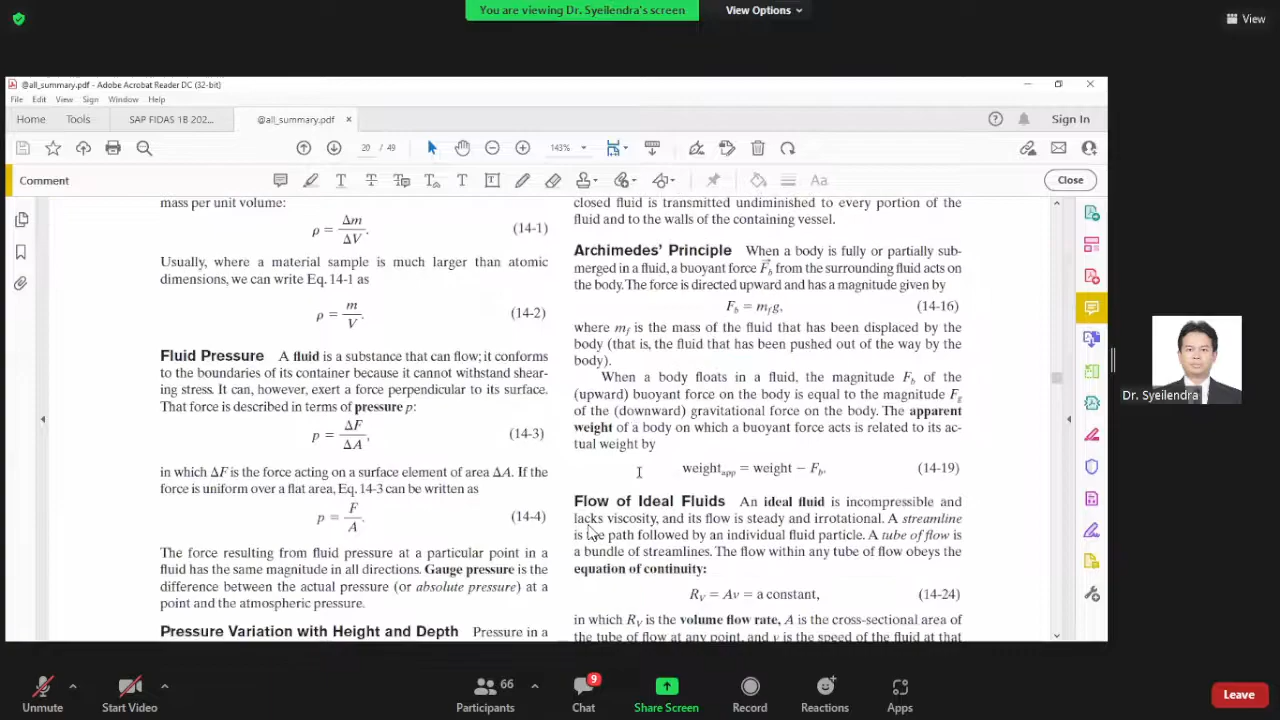 You are viewing Dr. Syeilendra's screen
View Options
View
@all_summary.pdf - Adobe Acrobat Reader DC (32-bit)
File Edit View Sign Window Help
Home Tools SAP FIDAS 1B 202... @all_summary.pdf × Sign In
20 / 49 143%
Comment Aa Close
mass per unit volume:
ρ = Δm/ΔV. (14-1)
Usually, where a material sample is much larger than atomic
dimensions, we can write Eq. 14-1 as
ρ = m/V. (14-2)
Fluid Pressure A fluid is a substance that can flow; it conforms
to the boundaries of its container because it cannot withstand shear-
ing stress. It can, however, exert a force perpendicular to its surface.
That force is described in terms of pressure p:
p = ΔF/ΔA, (14-3)
in which ΔF is the force acting on a surface element of area ΔA. If the
force is uniform over a flat area, Eq. 14-3 can be written as
p = F/A. (14-4)
The force resulting from fluid pressure at a particular point in a
fluid has the same magnitude in all directions. Gauge pressure is the
difference between the actual pressure (or absolute pressure) at a
point and the atmospheric pressure.
Pressure Variation with Height and Depth Pressure in a
closed fluid is transmitted undiminished to every portion of the
fluid and to the walls of the containing vessel.
Archimedes' Principle When a body is fully or partially sub-
merged in a fluid, a buoyant force F⃗b from the surrounding fluid acts on
the body. The force is directed upward and has a magnitude given by
Fb = mfg, (14-16)
where mf is the mass of the fluid that has been displaced by the
body (that is, the fluid that has been pushed out of the way by the
body).
When a body floats in a fluid, the magnitude Fb of the
(upward) buoyant force on the body is equal to the magnitude Fg
of the (downward) gravitational force on the body. The apparent
weight of a body on which a buoyant force acts is related to its ac-
tual weight by
weightapp = weight − Fb. (14-19)
Flow of Ideal Fluids An ideal fluid is incompressible and
lacks viscosity, and its flow is steady and irrotational. A streamline
is the path followed by an individual fluid particle. A tube of flow is
a bundle of streamlines. The flow within any tube of flow obeys the
equation of continuity:
RV = Av = a constant, (14-24)
in which RV is the volume flow rate, A is the cross-sectional area of
the tube of flow at any point, and v is the speed of the fluid at that
Dr. Syeilendra
Unmute Start Video 66 Participants 9 Chat Share Screen Record Reactions Apps Leave